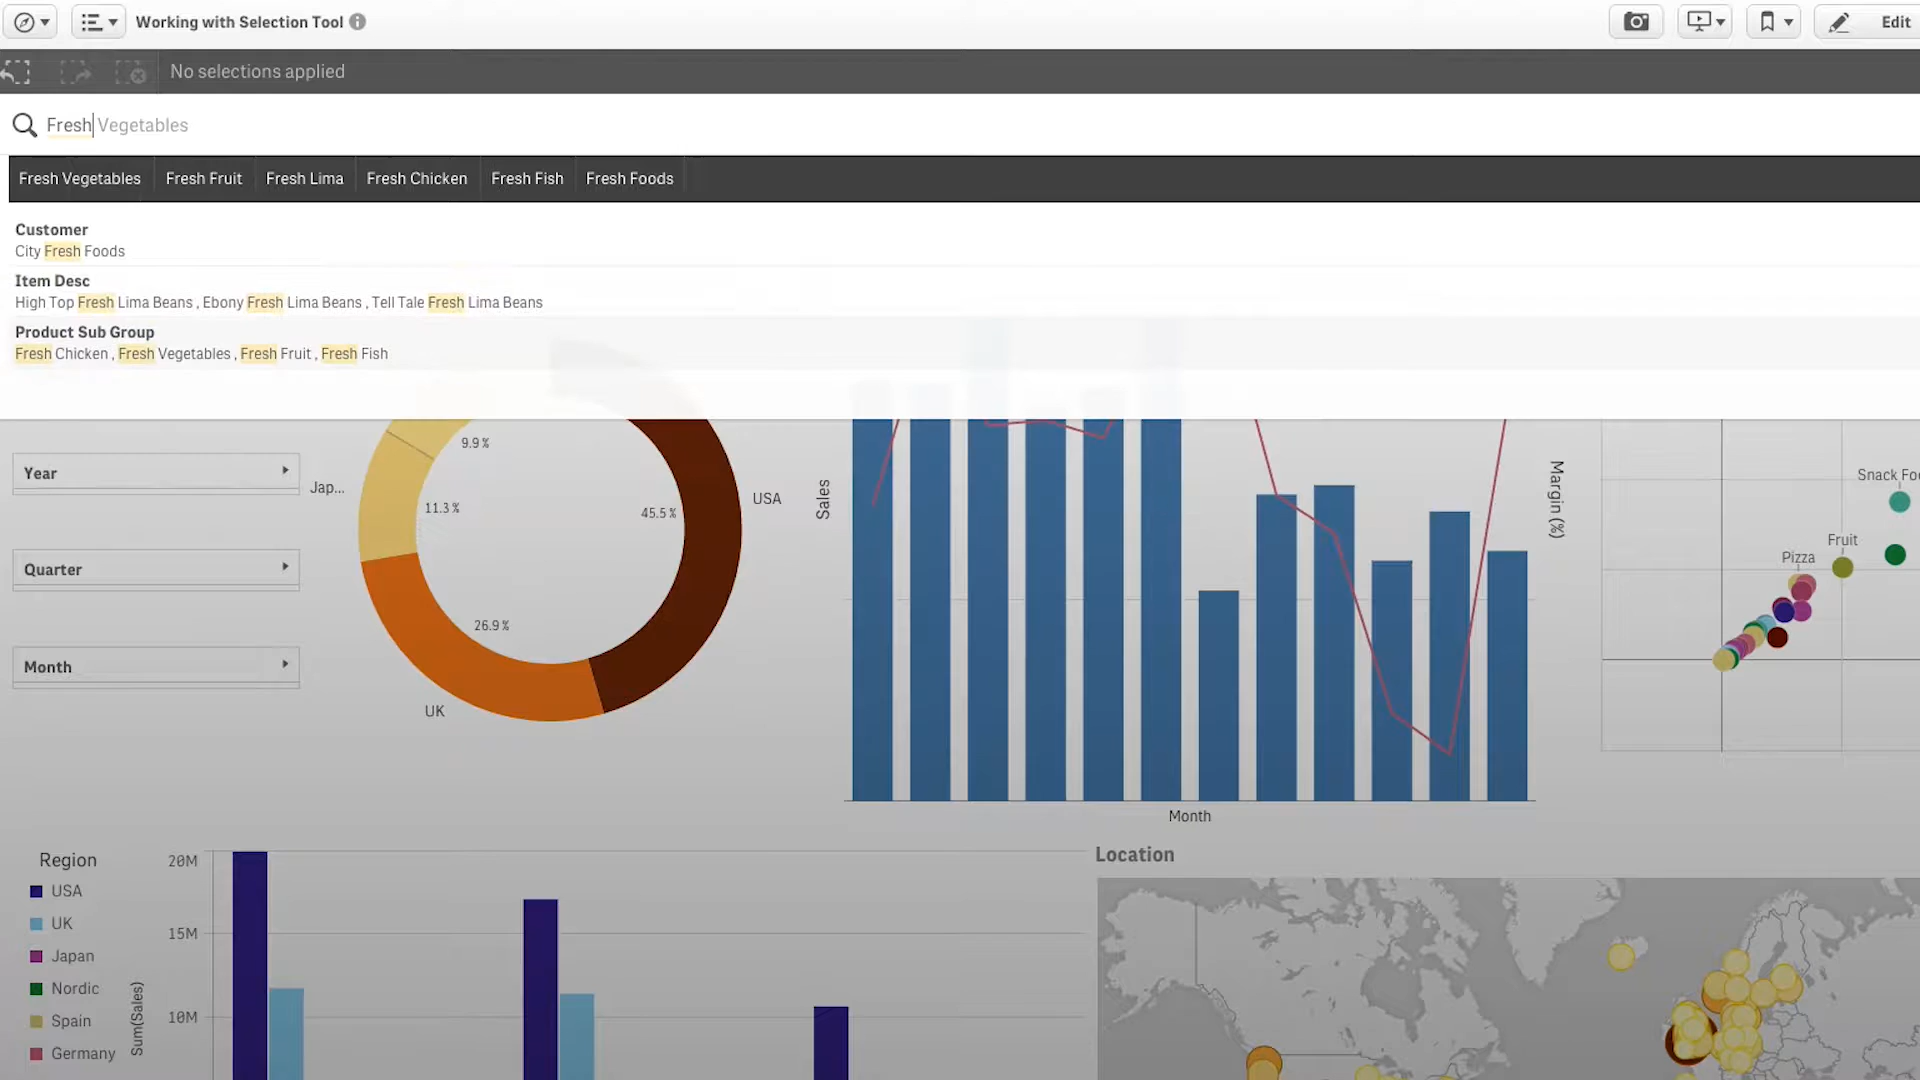 Working with Selection Tool
Edit
No selections applied
Fresh Vegetables
Fresh Vegetables Fresh Fruit Fresh Lima Fresh Chicken Fresh Fish Fresh Foods
Customer
City Fresh Foods
Item Desc
High Top Fresh Lima Beans , Ebony Fresh Lima Beans , Tell Tale Fresh Lima Beans
Product Sub Group
Fresh Chicken , Fresh Vegetables , Fresh Fruit , Fresh Fish
Year
Quarter
Month
Jap...
9.9 %
11.3 %
45.5 %
26.9 %
USA
UK
Sales
Month
Margin (%)
Snack Foo
Fruit
Pizza
Region
USA
UK
Japan
Nordic
Spain
Germany
Sum(Sales)
20M
15M
10M
Location